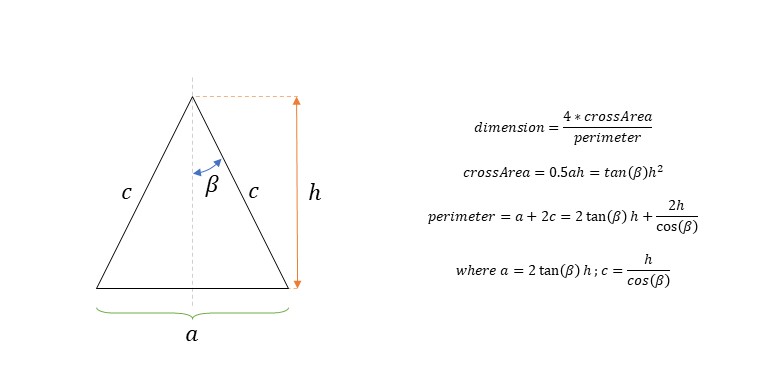 c
β
c
h
a
dimension = 4 * crossArea / perimeter
crossArea = 0.5ah = tan(β)h²
perimeter = a + 2c = 2 tan(β) h + 2h / cos(β)
where a = 2 tan(β) h ; c = h / cos(β)